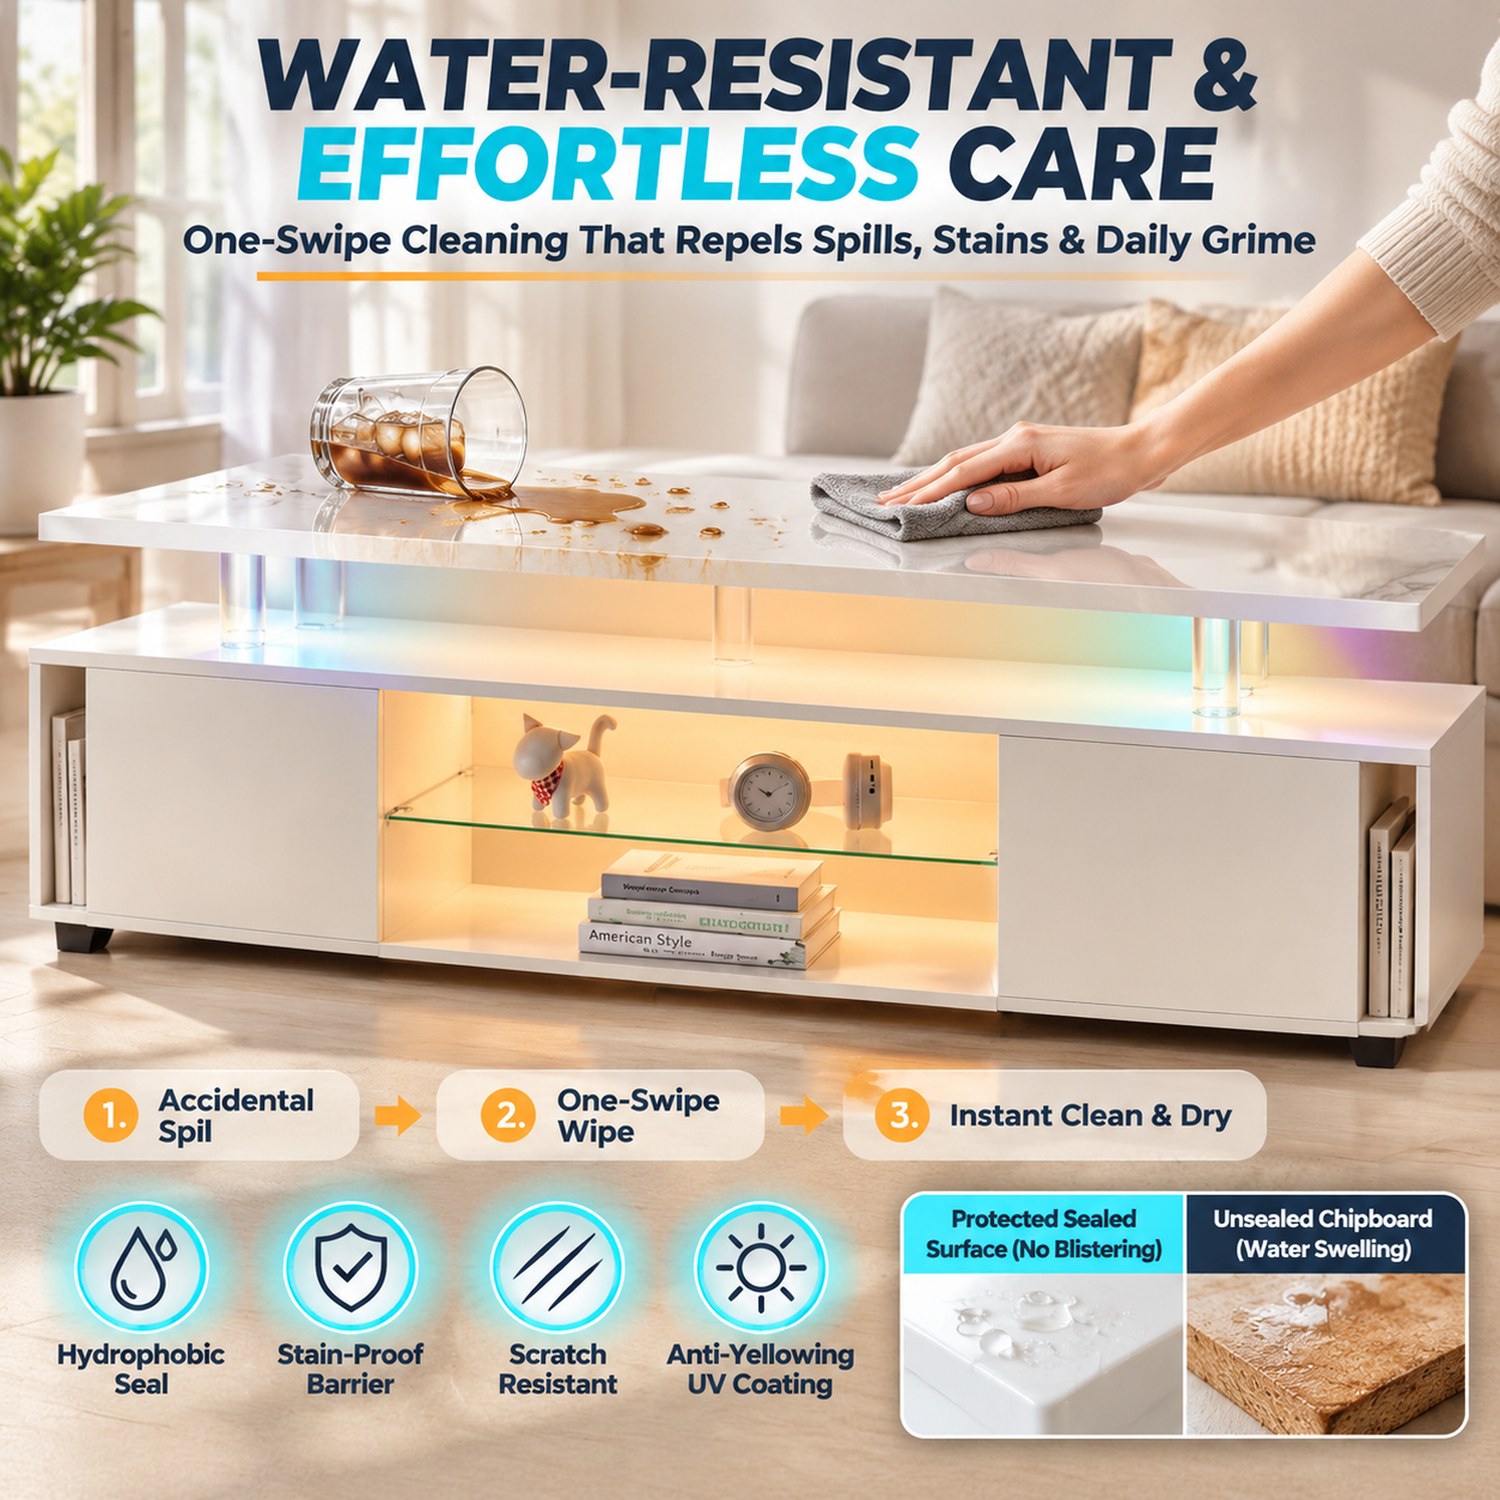 WATER-RESISTANT &
EFFORTLESS CARE
One-Swipe Cleaning That Repels Spills, Stains & Daily Grime
American Style
1. Accidental
Spil
2. One-Swipe
Wipe
3. Instant Clean & Dry
Hydrophobic
Seal
Stain-Proof
Barrier
Scratch
Resistant
Anti-Yellowing
UV Coating
Protected Sealed
Surface (No Blistering)
Unsealed Chipboard
(Water Swelling)